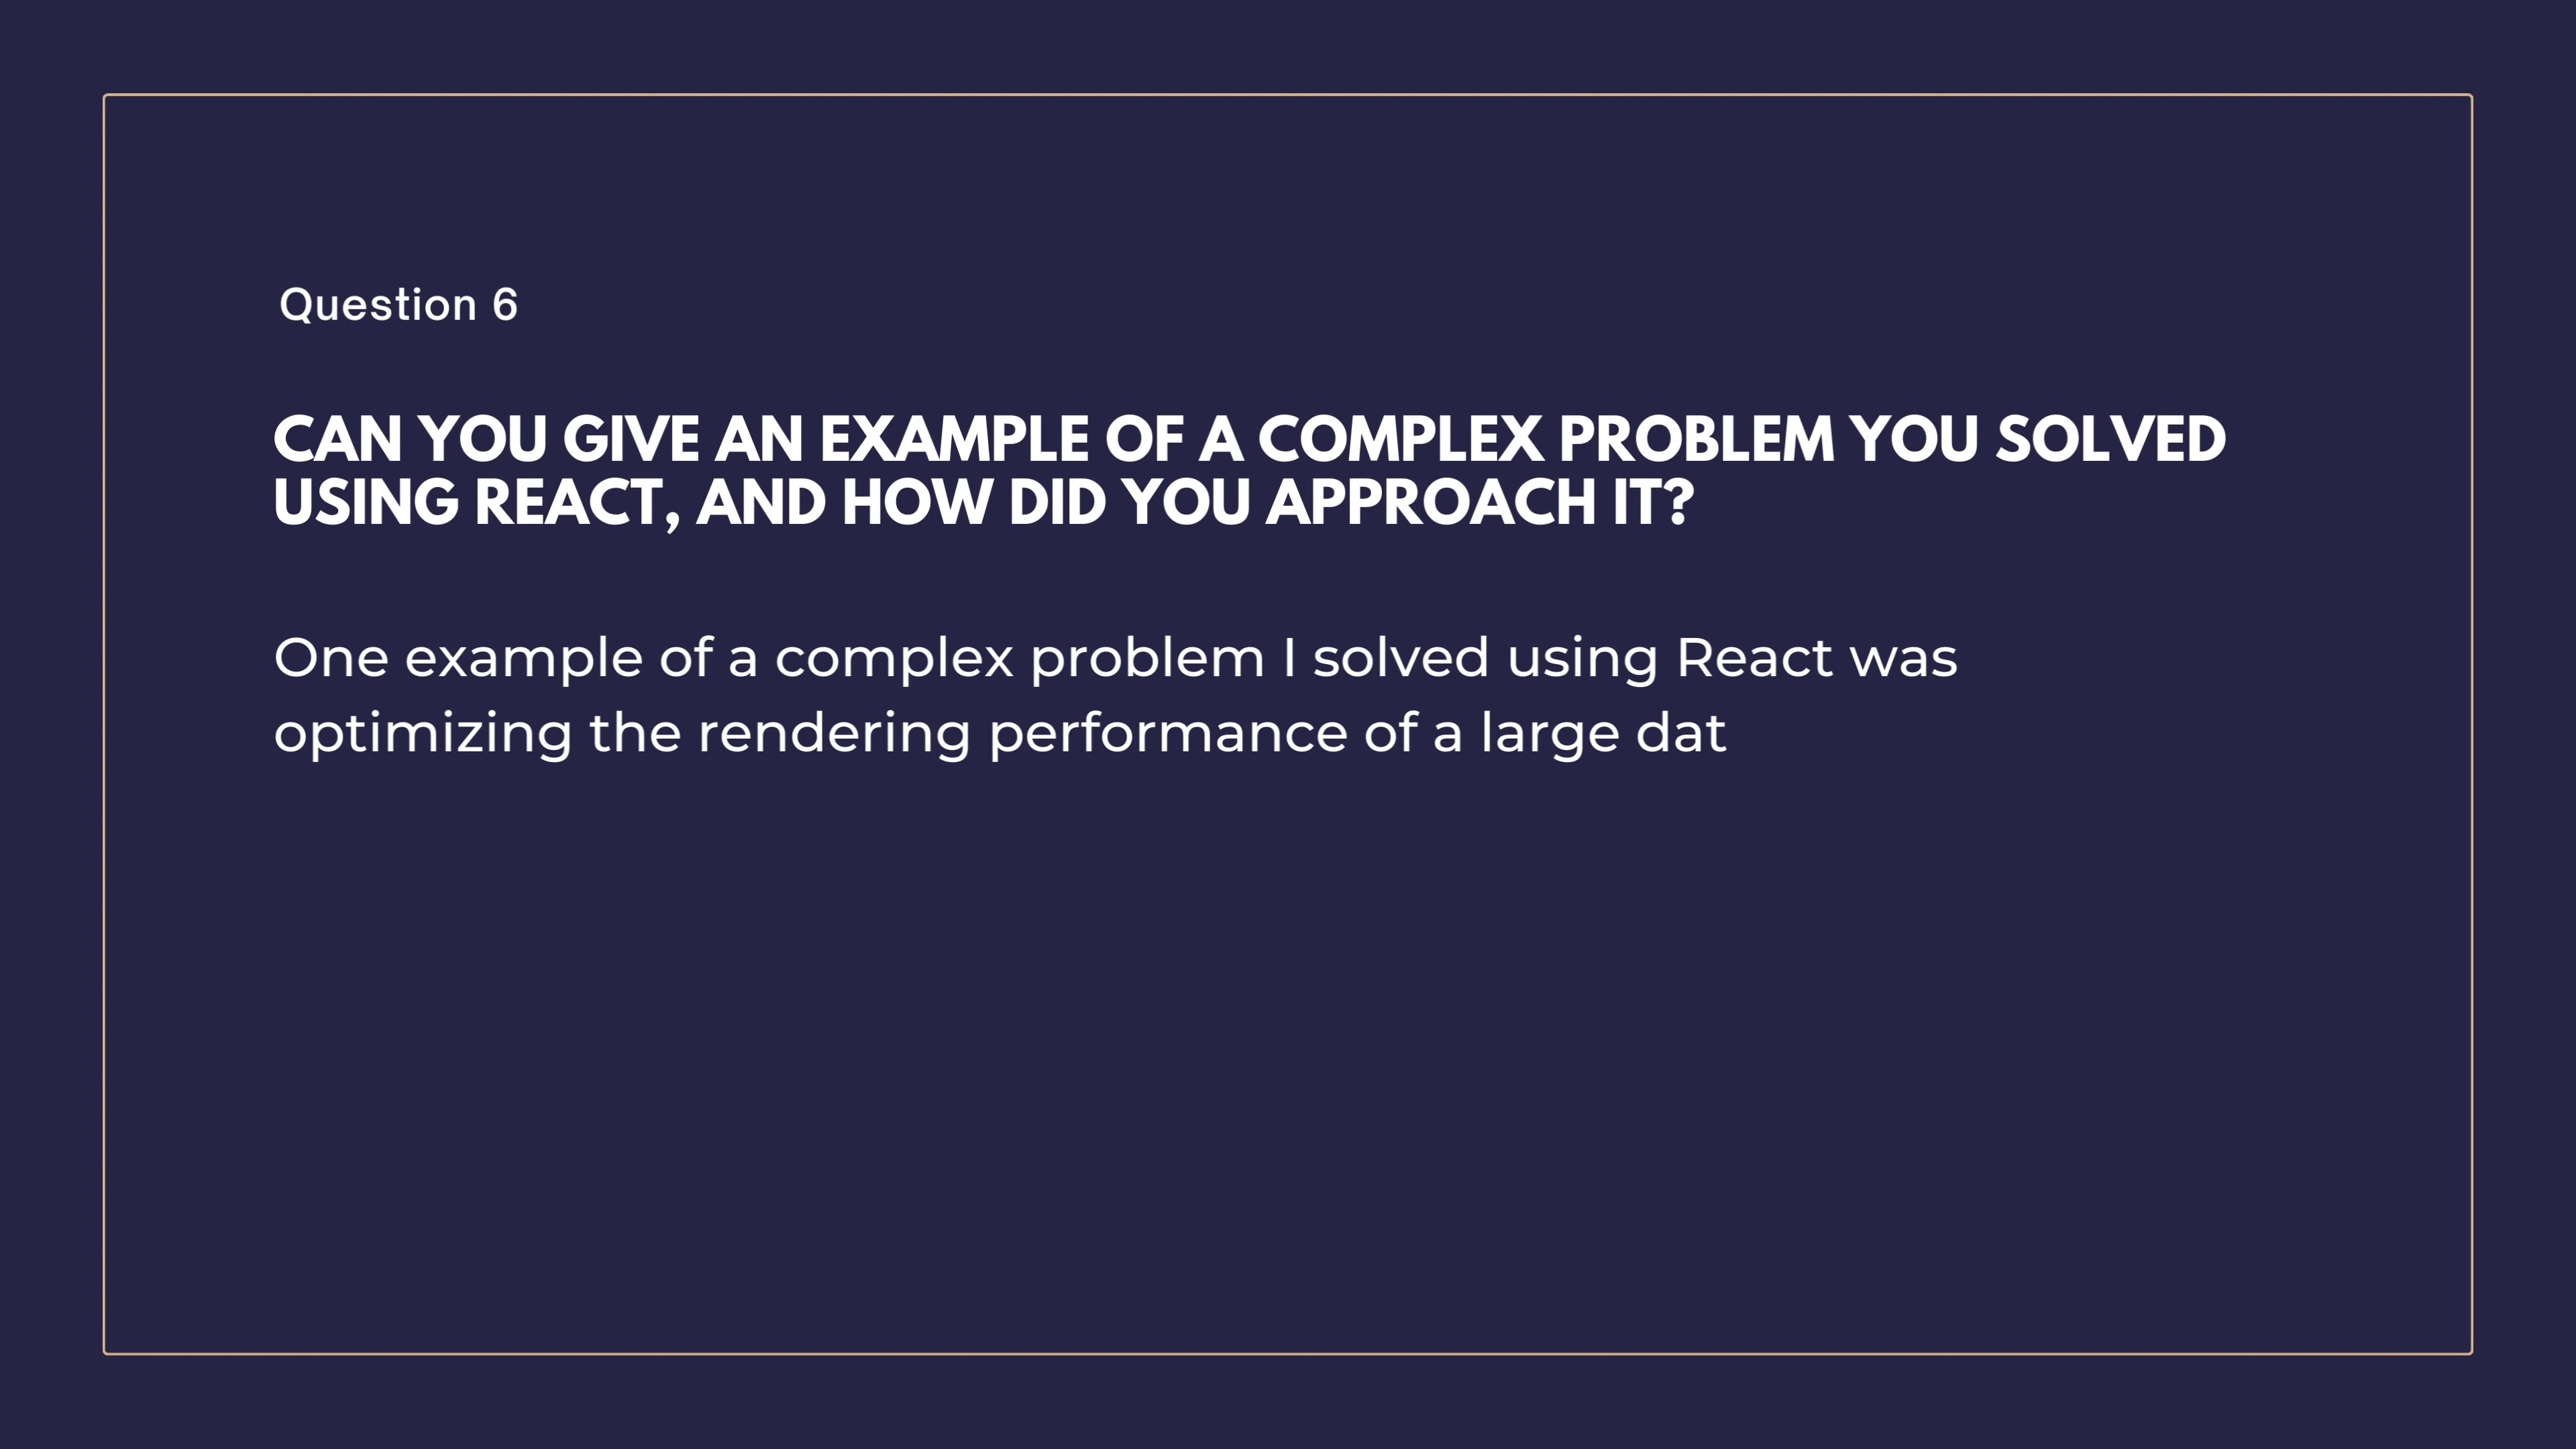 Question 6
CAN YOU GIVE AN EXAMPLE OF A COMPLEX PROBLEM YOU SOLVED
USING REACT, AND HOW DID YOU APPROACH IT?
One example of a complex problem I solved using React was
optimizing the rendering performance of a large dat